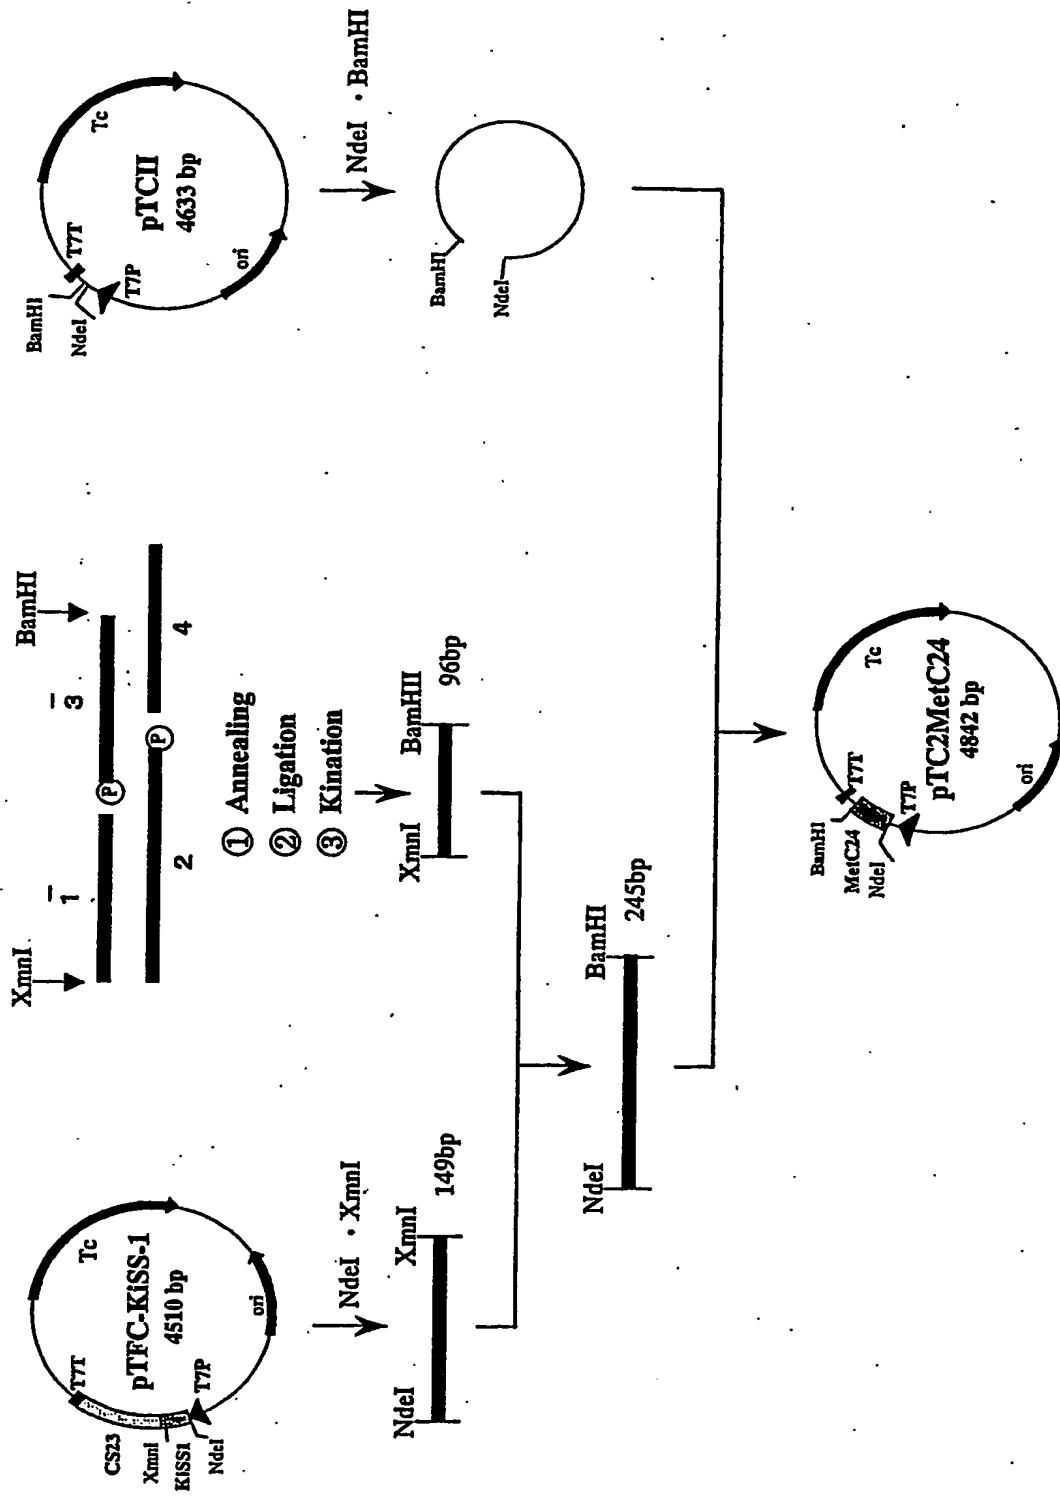 XmnI
BamHI
1
3
P
P
2
4
① Annealing
② Ligation
③ Kination
pTFC-KiSS-1
4510 bp
T7T
Tc
ori
T7P
CS23
XmnI
KiSS1
NdeI
NdeI · XmnI
NdeI
XmnI
149bp
XmnI
BamHII
96bp
pTCII
4633 bp
BamHI
NdeI
T7T
T7P
Tc
ori
NdeI · BamHI
BamHI
NdeI
NdeI
BamHI
245bp
pTC2MetC24
4842 bp
BamHI
MetC24
NdeI
T7T
T7P
Tc
ori